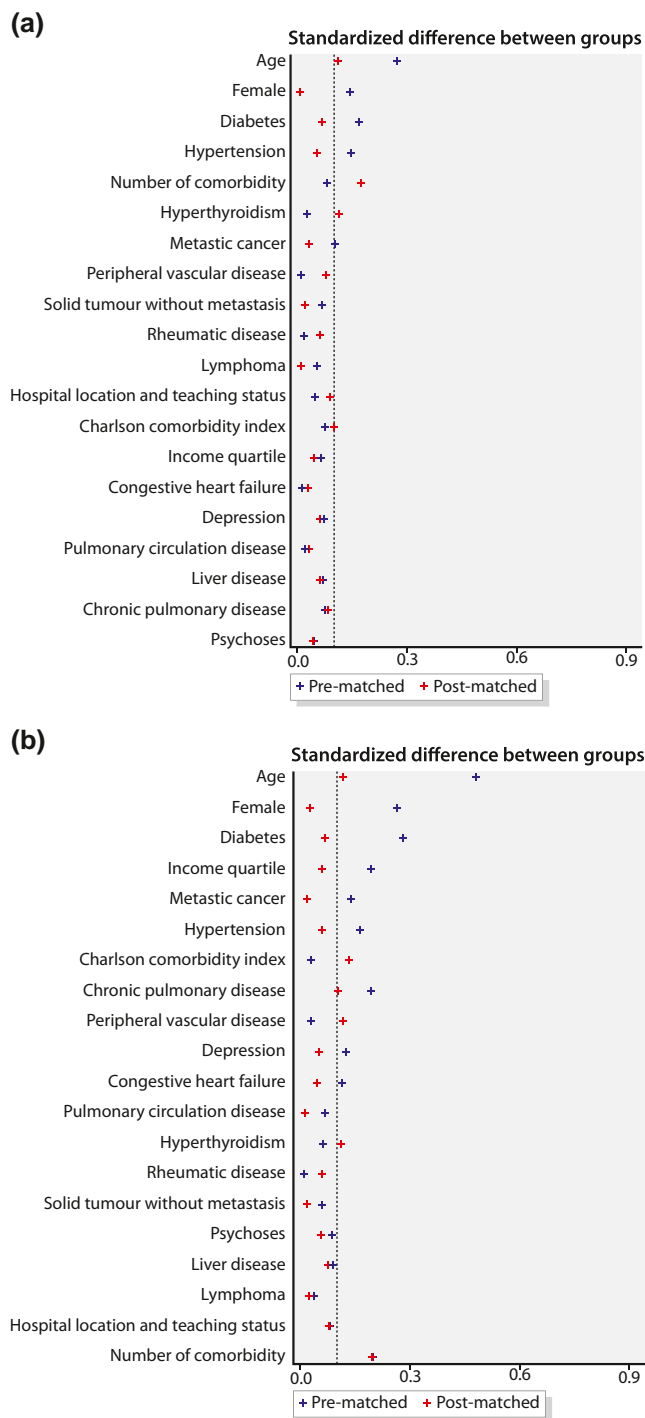 (a)
Standardized difference between groups
Age
Female
Diabetes
Hypertension
Number of comorbidity
Hyperthyroidism
Metastic cancer
Peripheral vascular disease
Solid tumour without metastasis
Rheumatic disease
Lymphoma
Hospital location and teaching status
Charlson comorbidity index
Income quartile
Congestive heart failure
Depression
Pulmonary circulation disease
Liver disease
Chronic pulmonary disease
Psychoses
0.0 0.3 0.6 0.9
Pre-matched Post-matched
(b)
Standardized difference between groups
Age
Female
Diabetes
Income quartile
Metastic cancer
Hypertension
Charlson comorbidity index
Chronic pulmonary disease
Peripheral vascular disease
Depression
Congestive heart failure
Pulmonary circulation disease
Hyperthyroidism
Rheumatic disease
Solid tumour without metastasis
Psychoses
Liver disease
Lymphoma
Hospital location and teaching status
Number of comorbidity
0.0 0.3 0.6 0.9
Pre-matched Post-matched